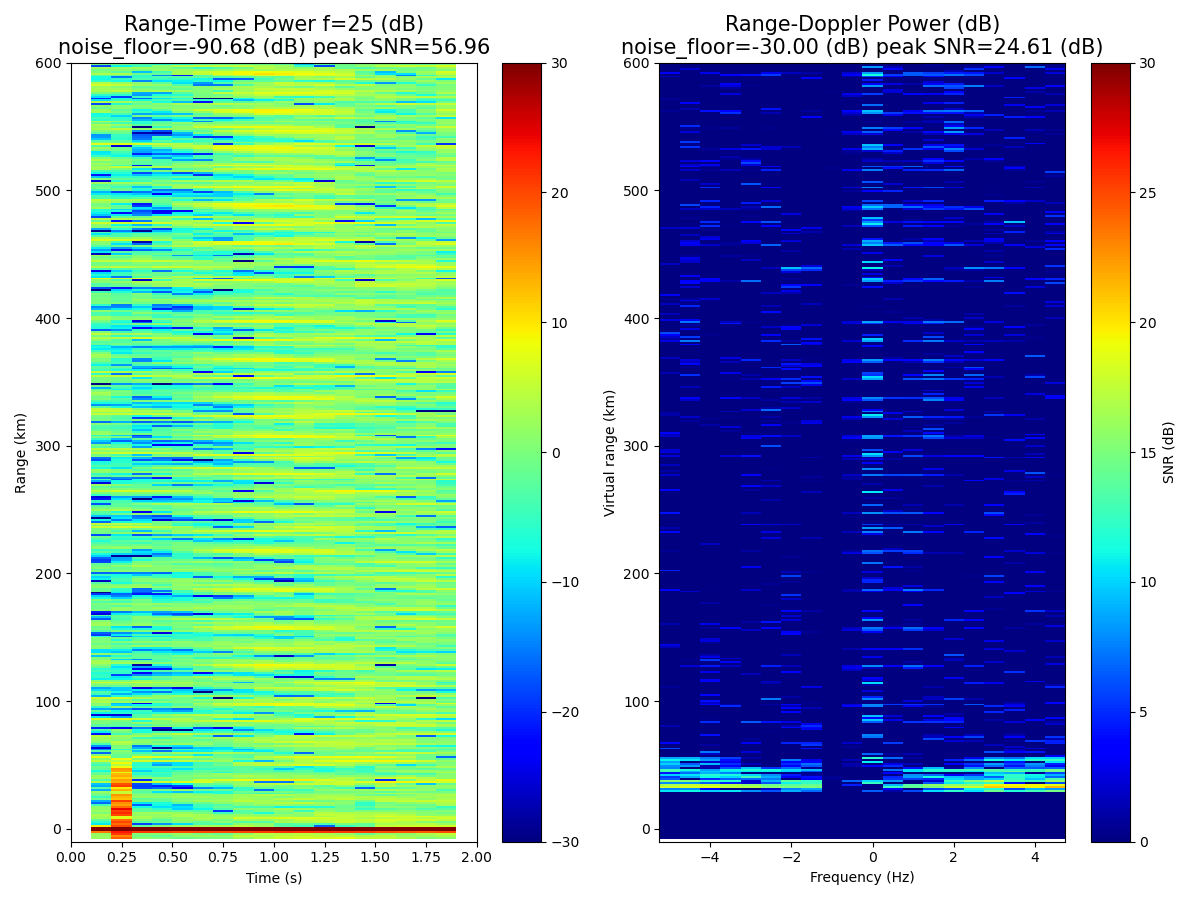 Range-Time Power f=25 (dB)
noise_floor=-90.68 (dB) peak SNR=56.96
Range (km)
600
500
400
300
200
100
0
0.00 0.25 0.50 0.75 1.00 1.25 1.50 1.75 2.00
Time (s)
30
20
10
0
−10
−20
−30
Range-Doppler Power (dB)
noise_floor=-30.00 (dB) peak SNR=24.61 (dB)
Virtual range (km)
600
500
400
300
200
100
0
−4 −2 0 2 4
Frequency (Hz)
30
25
20
15
10
5
0
SNR (dB)